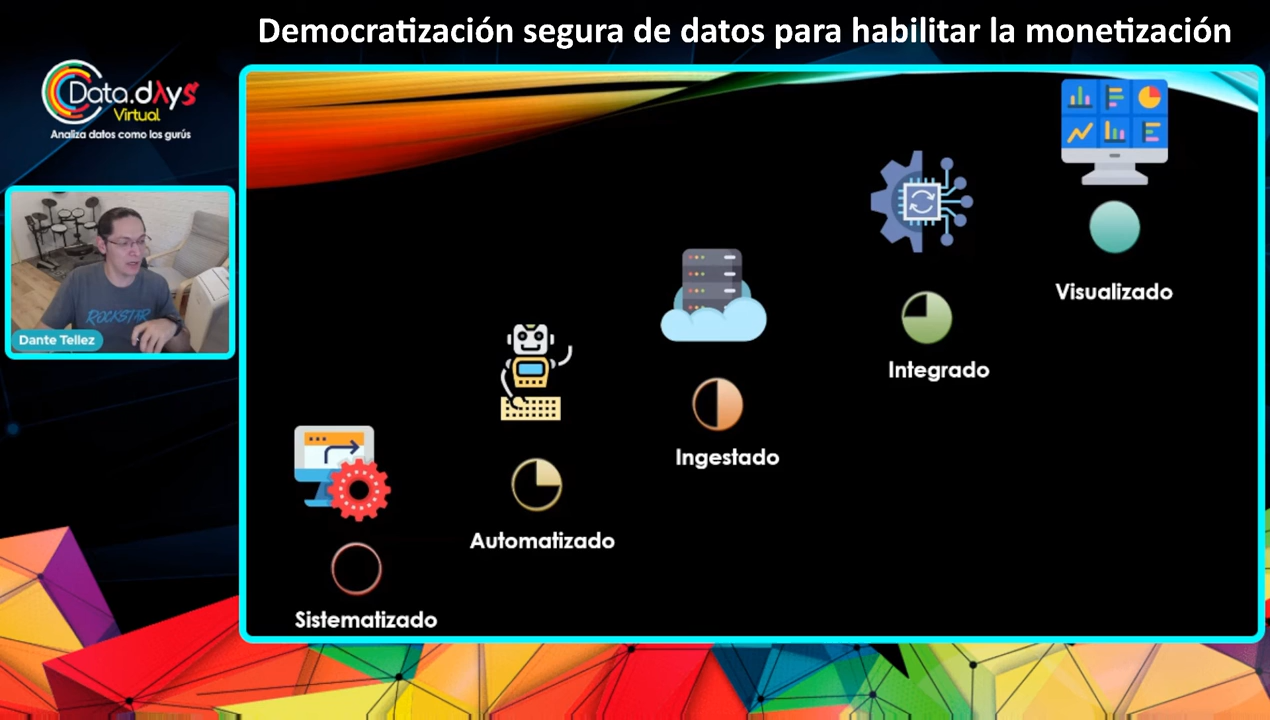 Democratización segura de datos para habilitar la monetización
Data.dλys
Virtual
Analiza datos como los gurús
ROCKSTAR
Dante Tellez
Visualizado
Integrado
Ingestado
Automatizado
Sistematizado